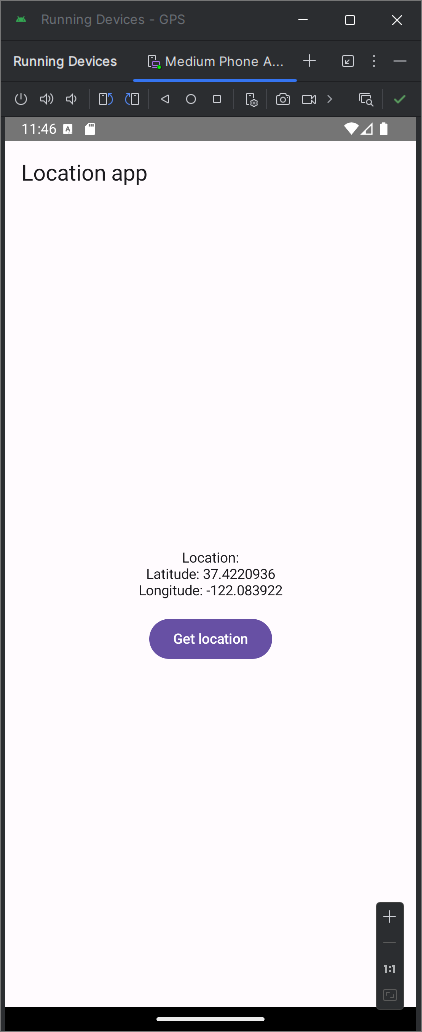 Running Devices - GPS
Running Devices
Medium Phone A...
11:46
Location app
Location:
Latitude: 37.4220936
Longitude: -122.083922
Get location
1:1